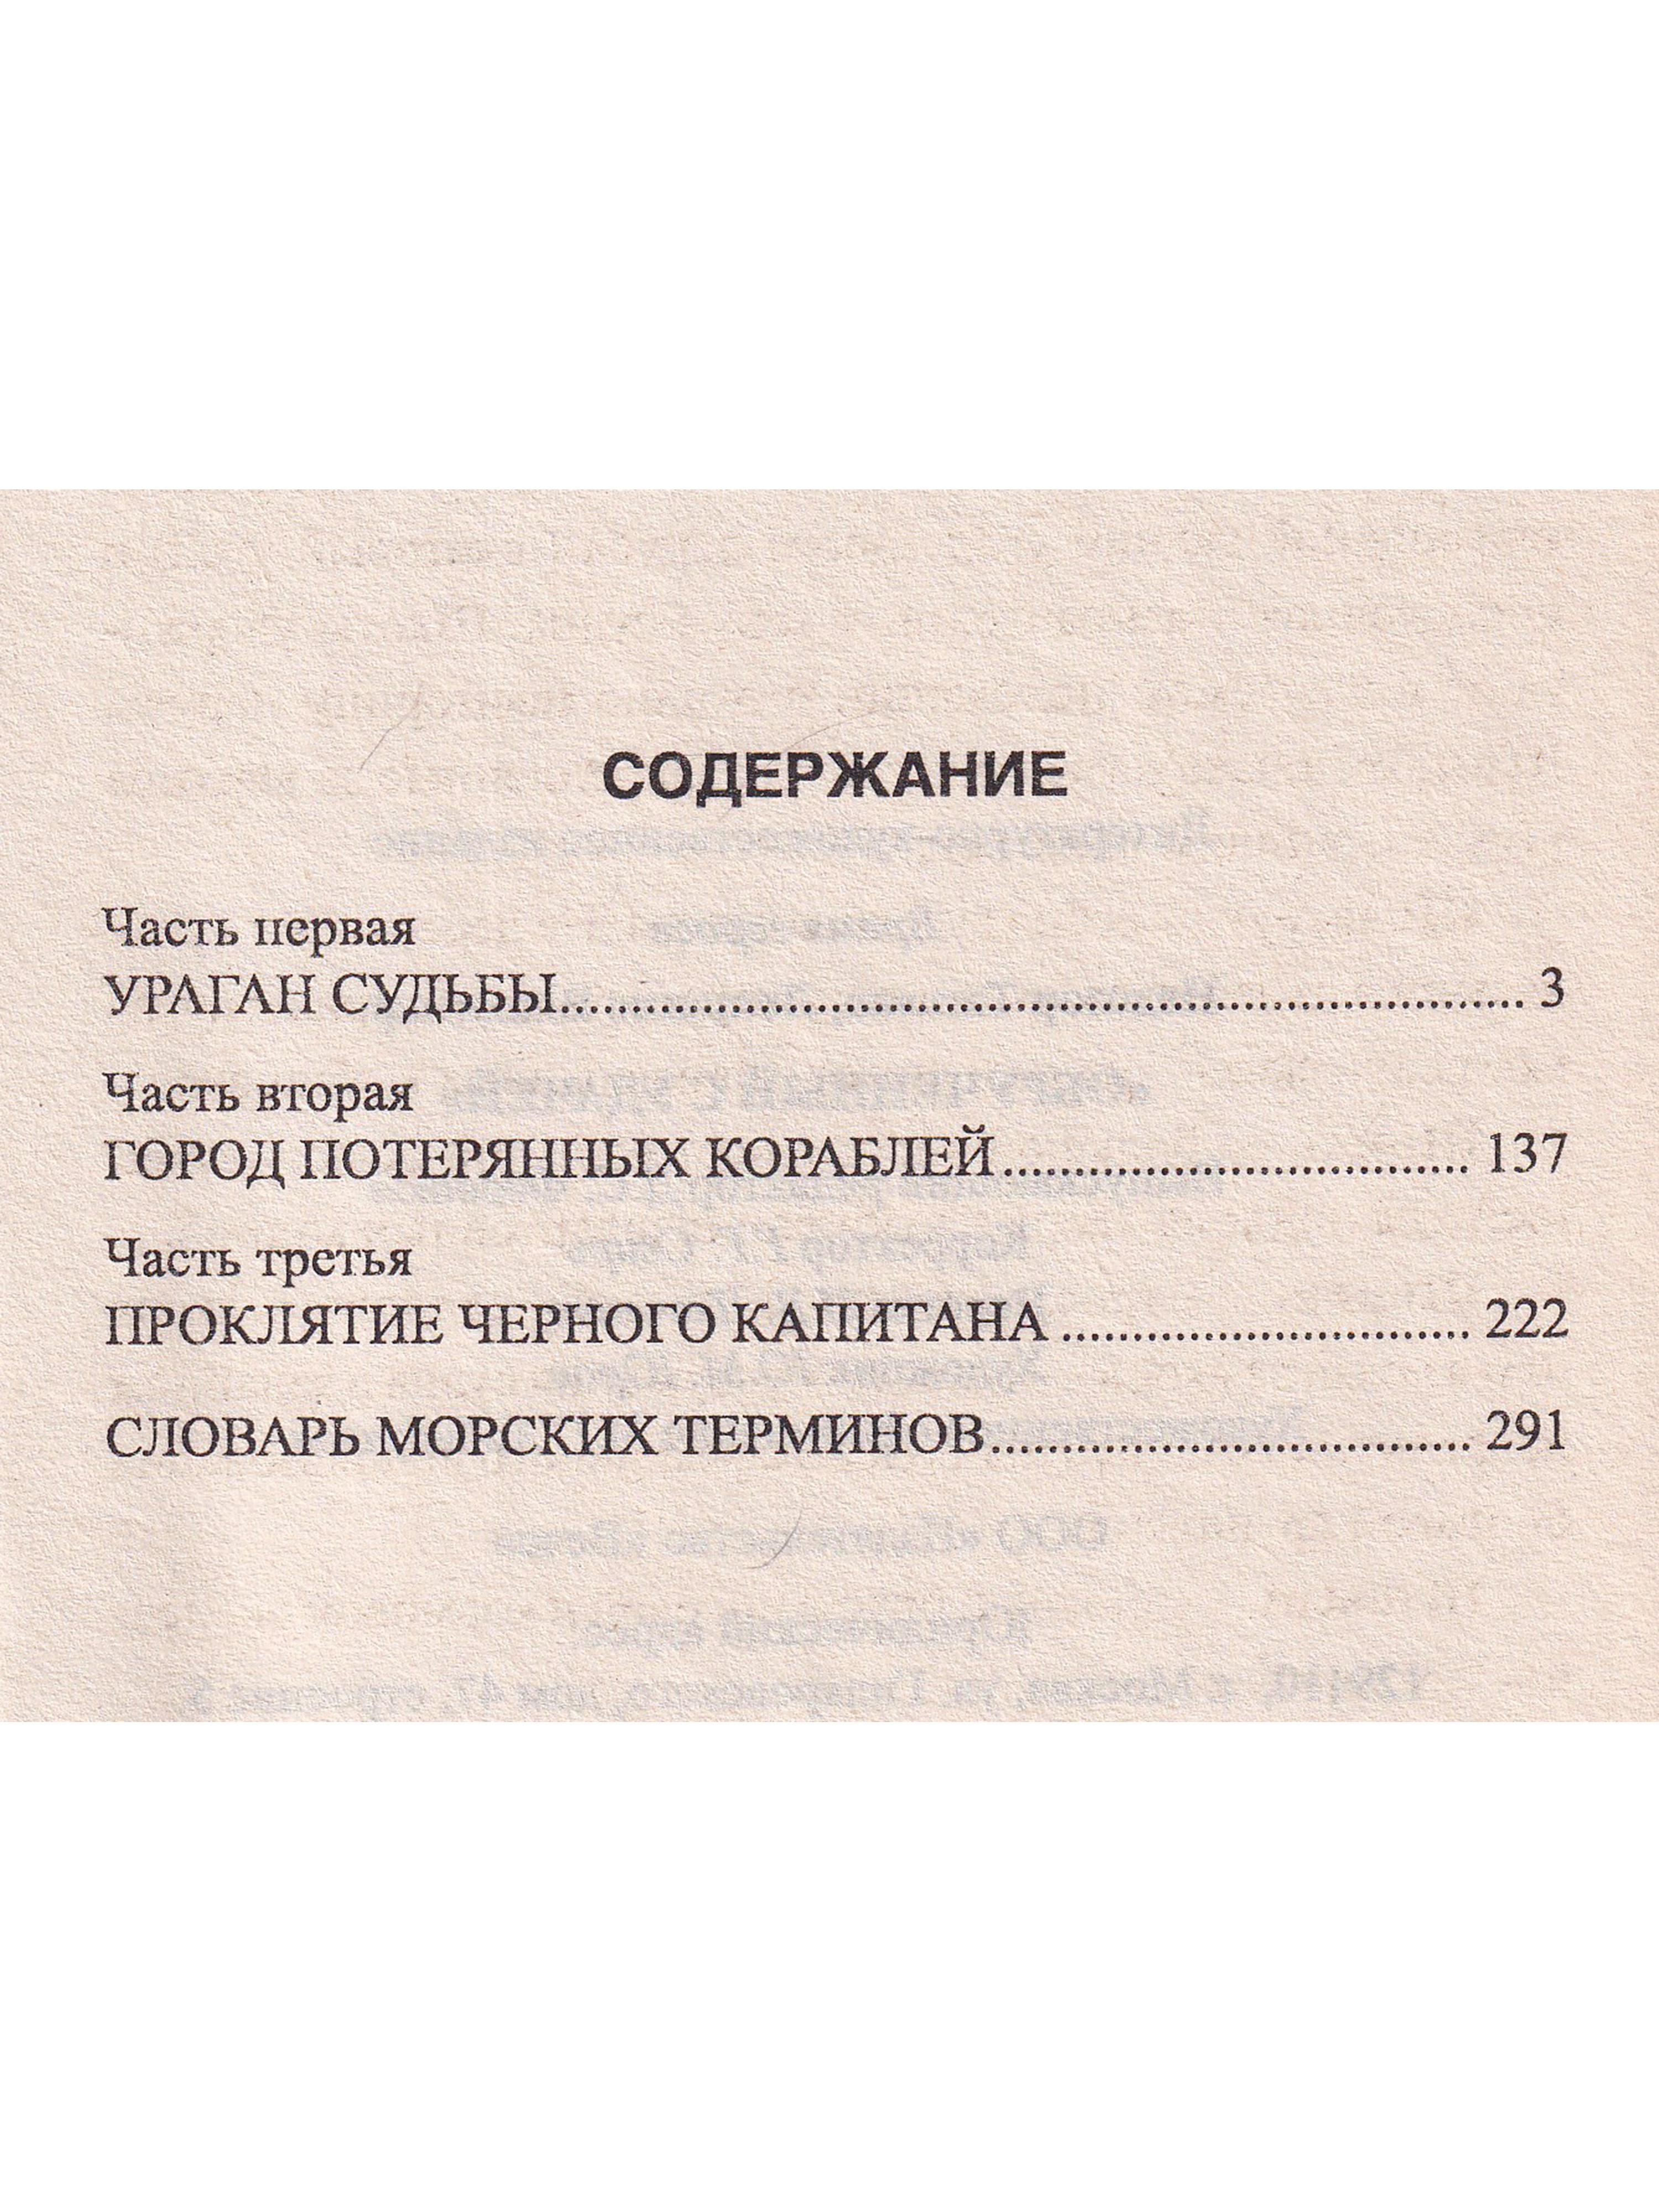 СОДЕРЖАНИЕ
Часть первая
УРАГАН СУДЬБЫ.................................................................. 3
Часть вторая
ГОРОД ПОТЕРЯННЫХ КОРАБЛЕЙ................................ 137
Часть третья
ПРОКЛЯТИЕ ЧЕРНОГО КАПИТАНА ............................ 222
СЛОВАРЬ МОРСКИХ ТЕРМИНОВ................................. 291